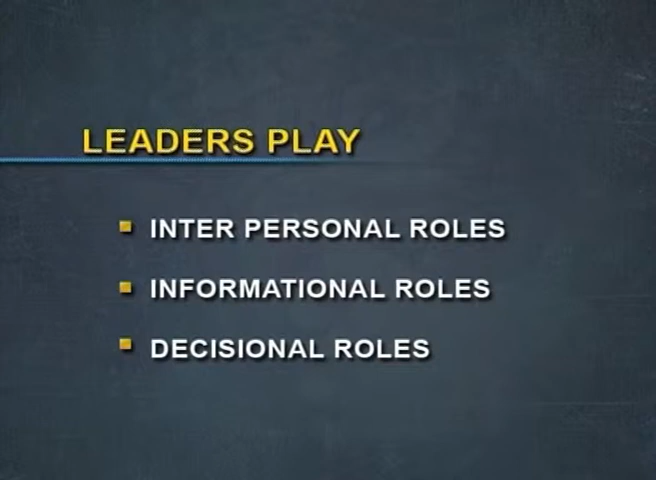 LEADERS PLAY
INTER PERSONAL ROLES
INFORMATIONAL ROLES
DECISIONAL ROLES